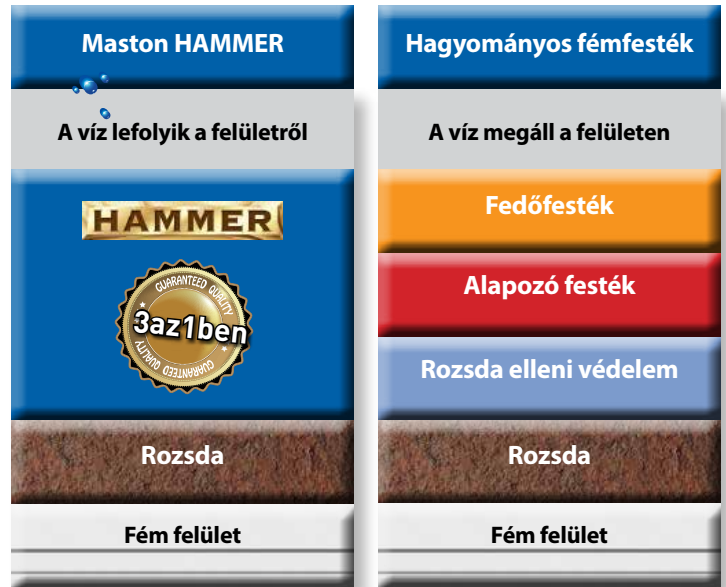 Maston HAMMER
A víz lefolyik a felületről
HAMMER
GUARANTEED QUALITY
3az1ben
GUARANTEED QUALITY
Rozsda
Fém felület
Hagyományos fémfesték
A víz megáll a felületen
Fedőfesték
Alapozó festék
Rozsda elleni védelem
Rozsda
Fém felület